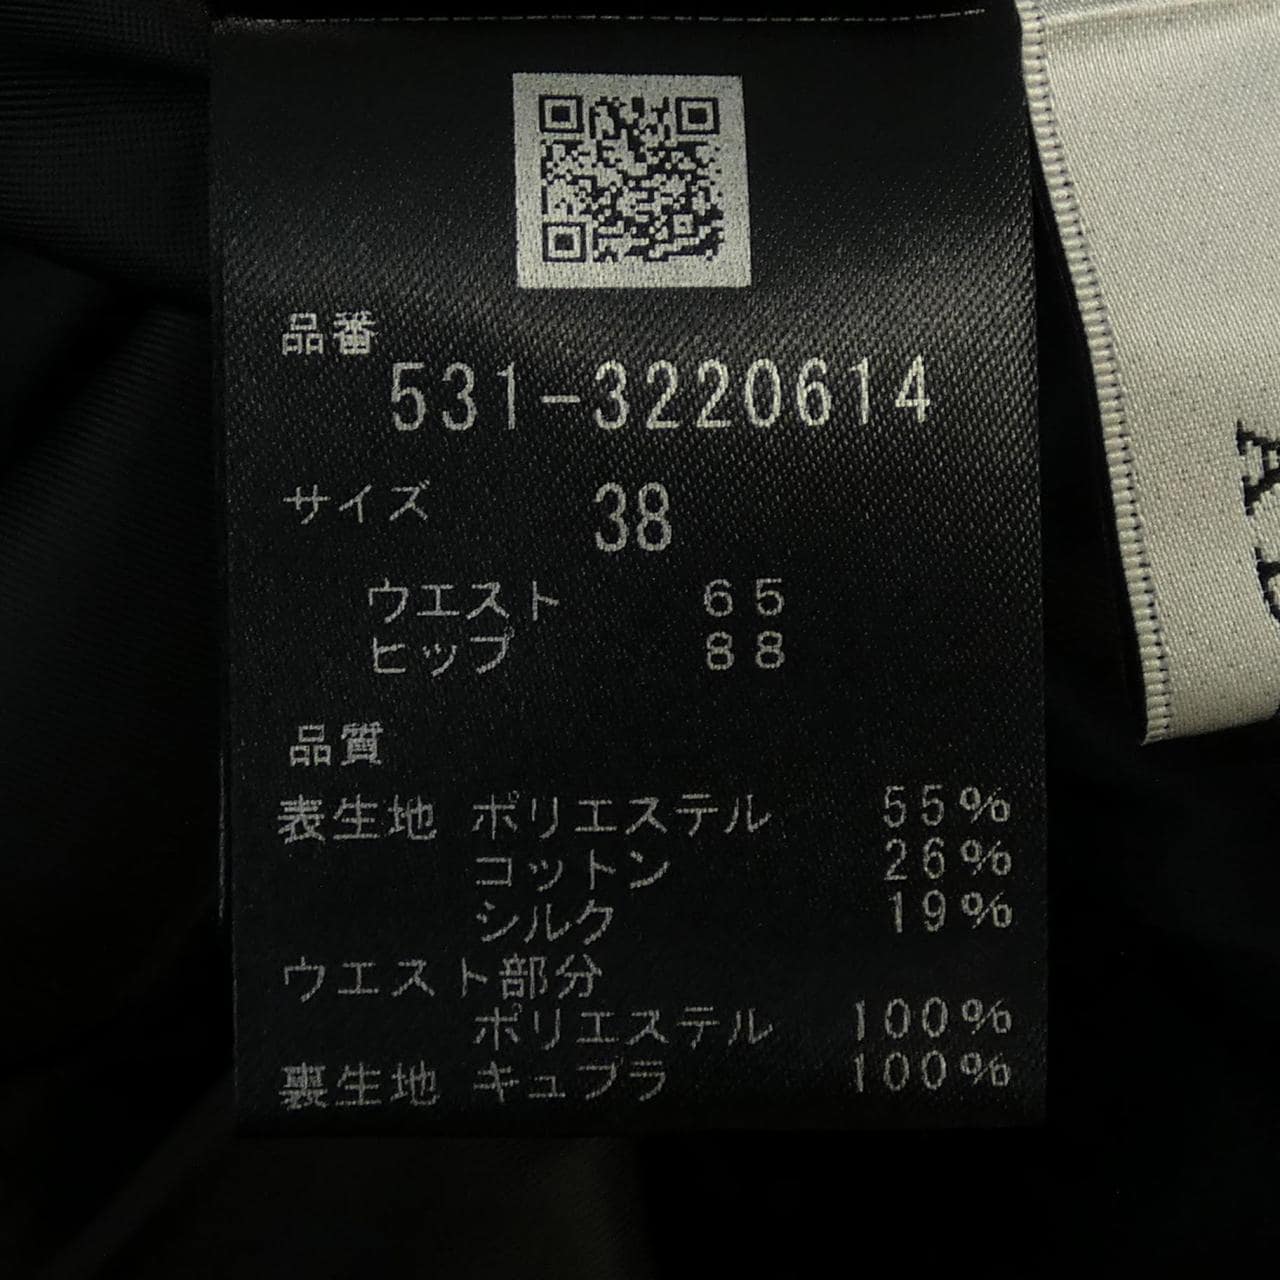 品番
531-3220614
サイズ 38
ウエスト 65
ヒップ 88
品質
表生地 ポリエステル 55%
コットン 26%
シルク 19%
ウエスト部分
ポリエステル 100%
裏生地 キュプラ 100%